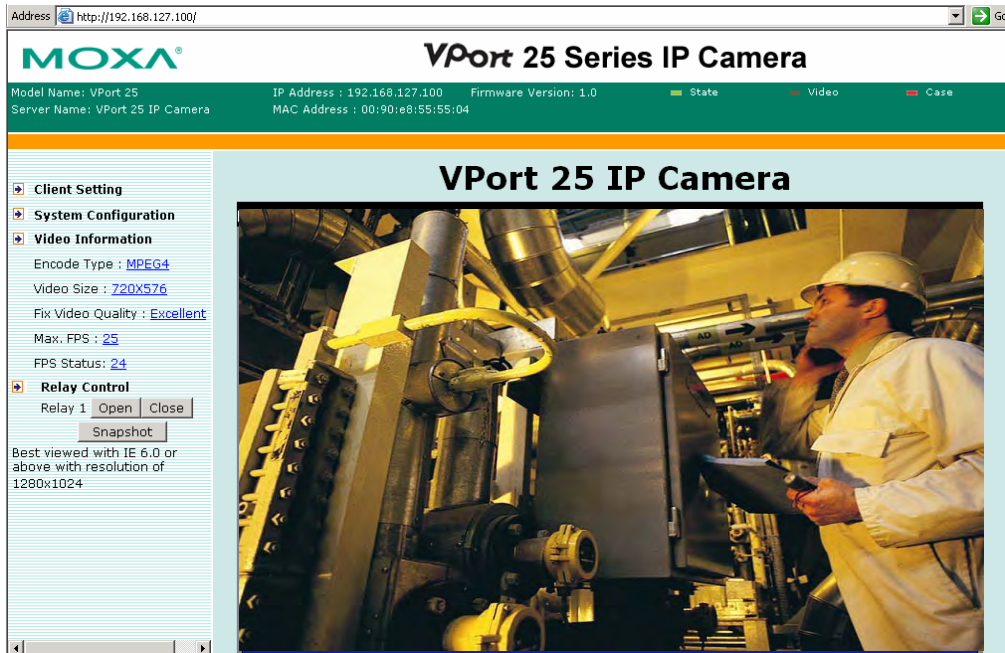 Address http://192.168.127.100/ Go
MOXA® VPort 25 Series IP Camera
Model Name: VPort 25 IP Address : 192.168.127.100 Firmware Version: 1.0 State Video Case
Server Name: VPort 25 IP Camera MAC Address : 00:90:e8:55:55:04
VPort 25 IP Camera
Client Setting
System Configuration
Video Information
Encode Type : MPEG4
Video Size : 720X576
Fix Video Quality : Excellent
Max. FPS : 25
FPS Status: 24
Relay Control
Relay 1 Open Close
Snapshot
Best viewed with IE 6.0 or
above with resolution of
1280x1024
AD
AD